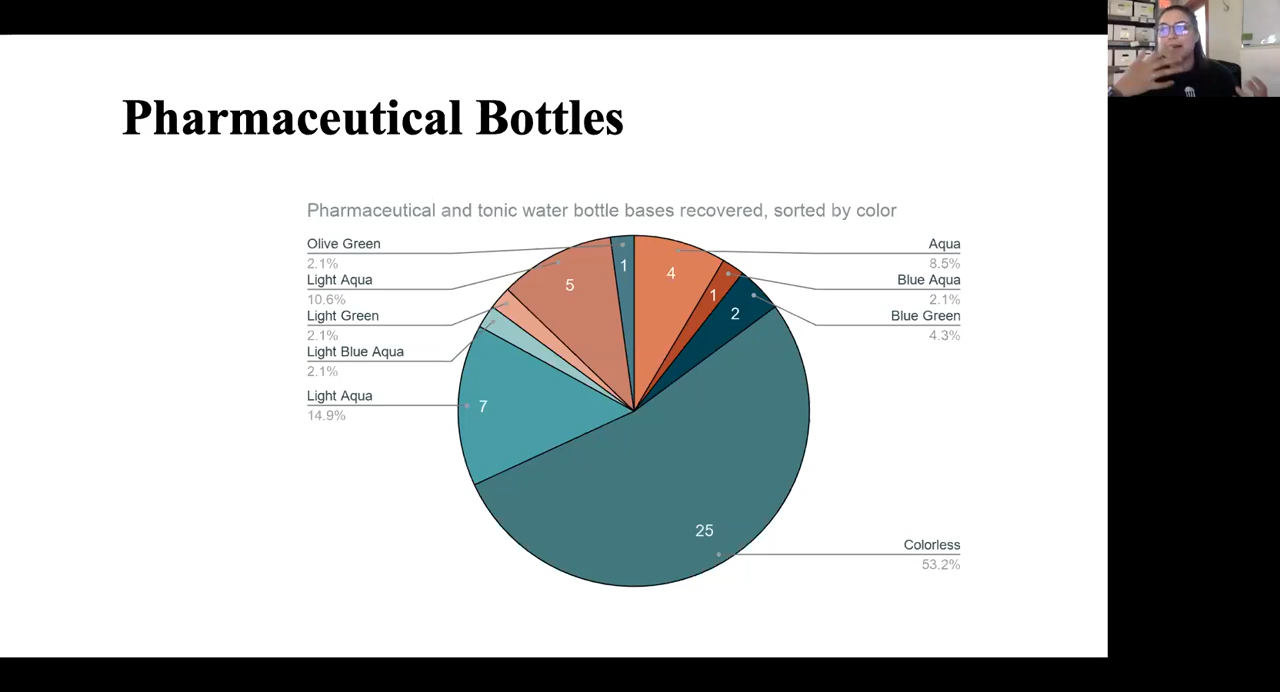 Pharmaceutical Bottles
Pharmaceutical and tonic water bottle bases recovered, sorted by color
Olive Green
2.1%
Light Aqua
10.6%
Light Green
2.1%
Light Blue Aqua
2.1%
Light Aqua
14.9%
Aqua
8.5%
Blue Aqua
2.1%
Blue Green
4.3%
Colorless
53.2%
1
4
5
1
2
7
25